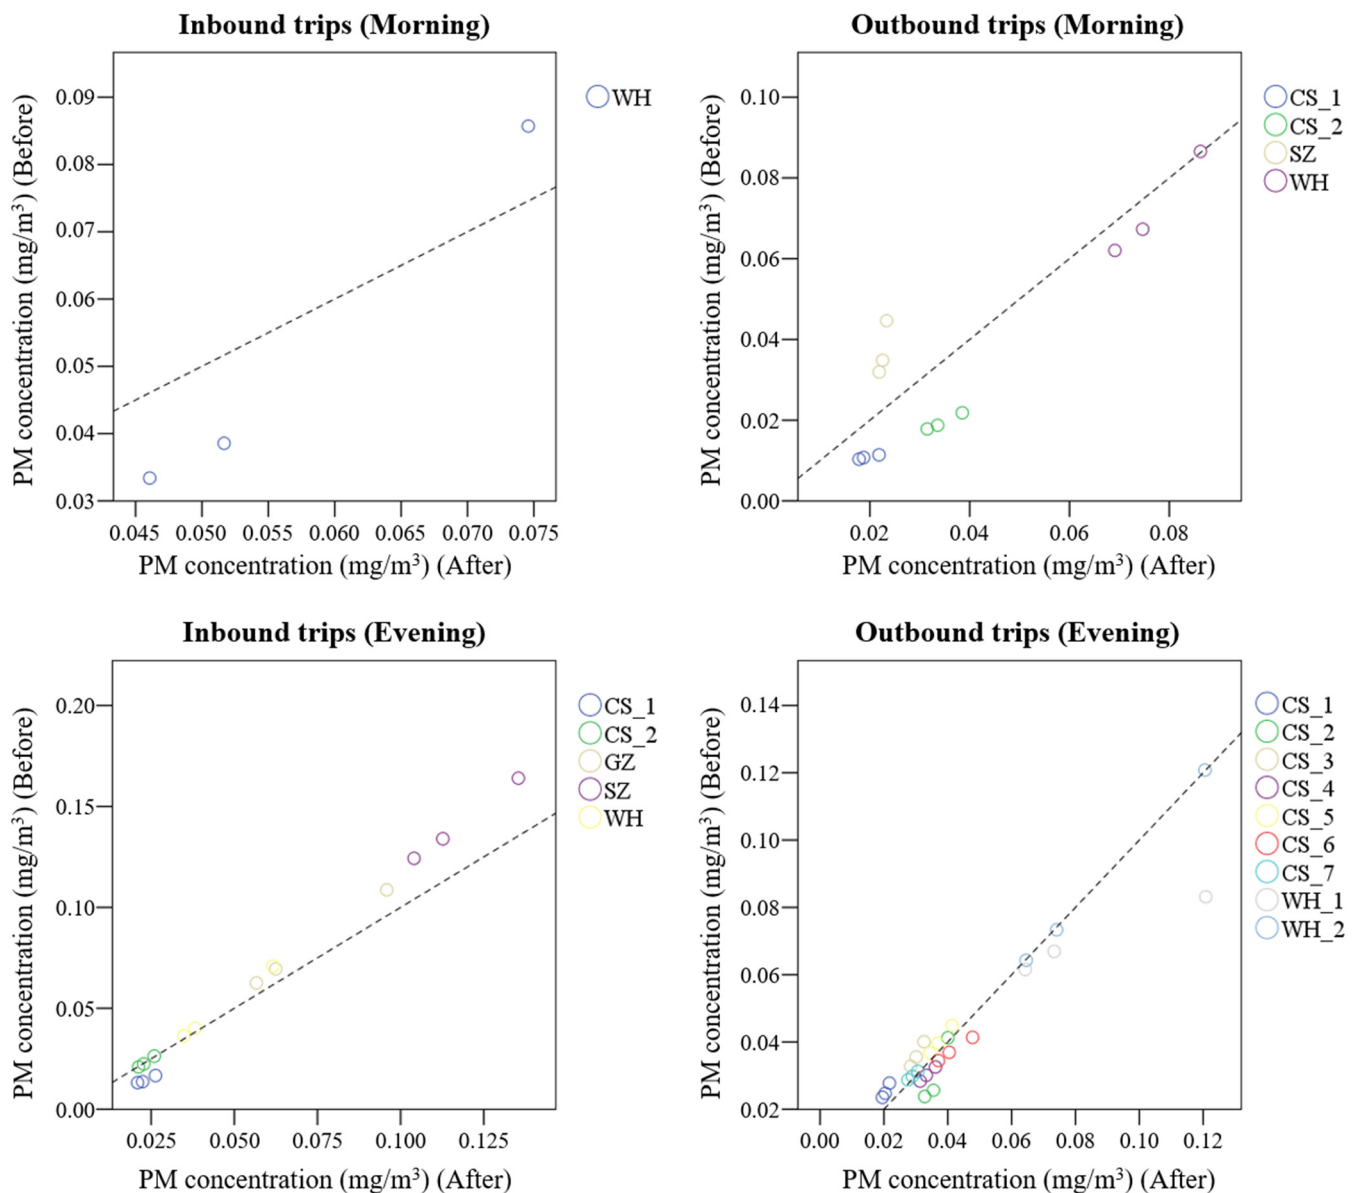 Inbound trips (Morning)
PM concentration (mg/m³) (Before)
0.09
0.08
0.07
0.06
0.05
0.04
0.03
0.045 0.050 0.055 0.060 0.065 0.070 0.075
PM concentration (mg/m³) (After)
WH
Outbound trips (Morning)
PM concentration (mg/m³) (Before)
0.10
0.08
0.06
0.04
0.02
0.00
0.02 0.04 0.06 0.08
PM concentration (mg/m³) (After)
CS_1
CS_2
SZ
WH
Inbound trips (Evening)
PM concentration (mg/m³) (Before)
0.20
0.15
0.10
0.05
0.00
0.025 0.050 0.075 0.100 0.125
PM concentration (mg/m³) (After)
CS_1
CS_2
GZ
SZ
WH
Outbound trips (Evening)
PM concentration (mg/m³) (Before)
0.14
0.12
0.10
0.08
0.06
0.04
0.02
0.00 0.02 0.04 0.06 0.08 0.10 0.12
PM concentration (mg/m³) (After)
CS_1
CS_2
CS_3
CS_4
CS_5
CS_6
CS_7
WH_1
WH_2